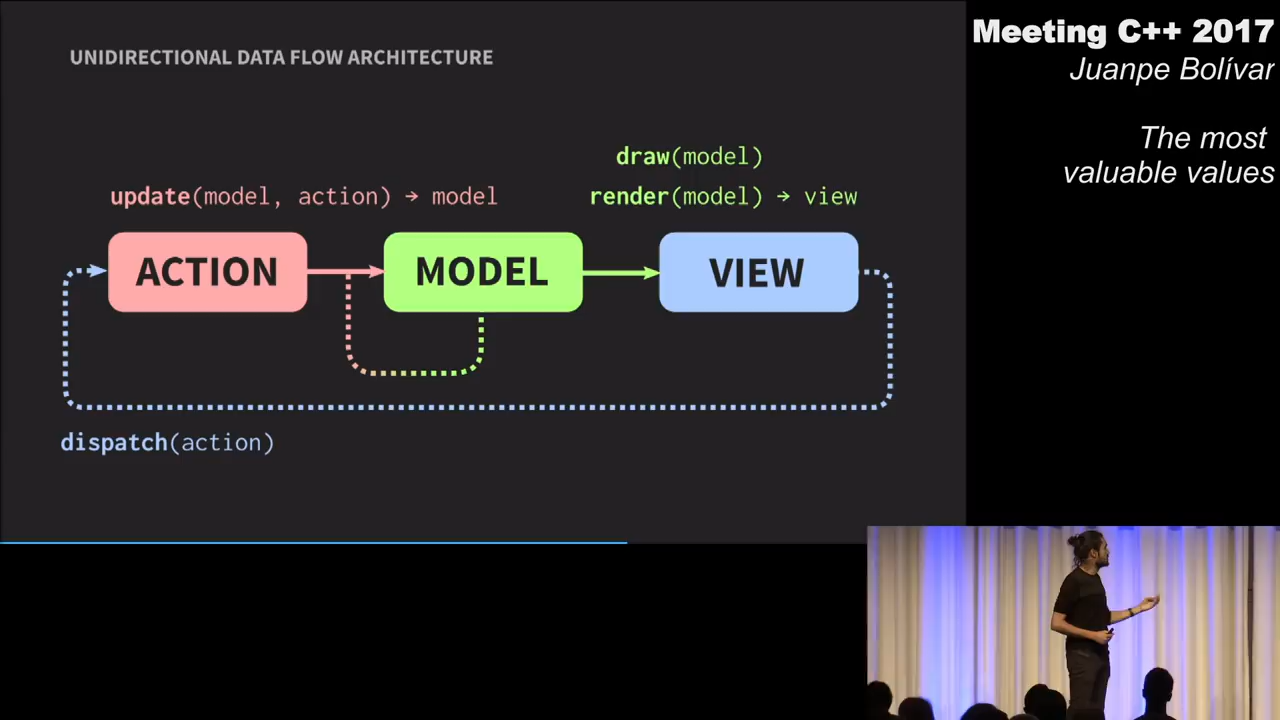 UNIDIRECTIONAL DATA FLOW ARCHITECTURE
draw(model)
update(model, action) → model
render(model) → view
ACTION
MODEL
VIEW
dispatch(action)
Meeting C++ 2017
Juanpe Bolívar
The most
valuable values